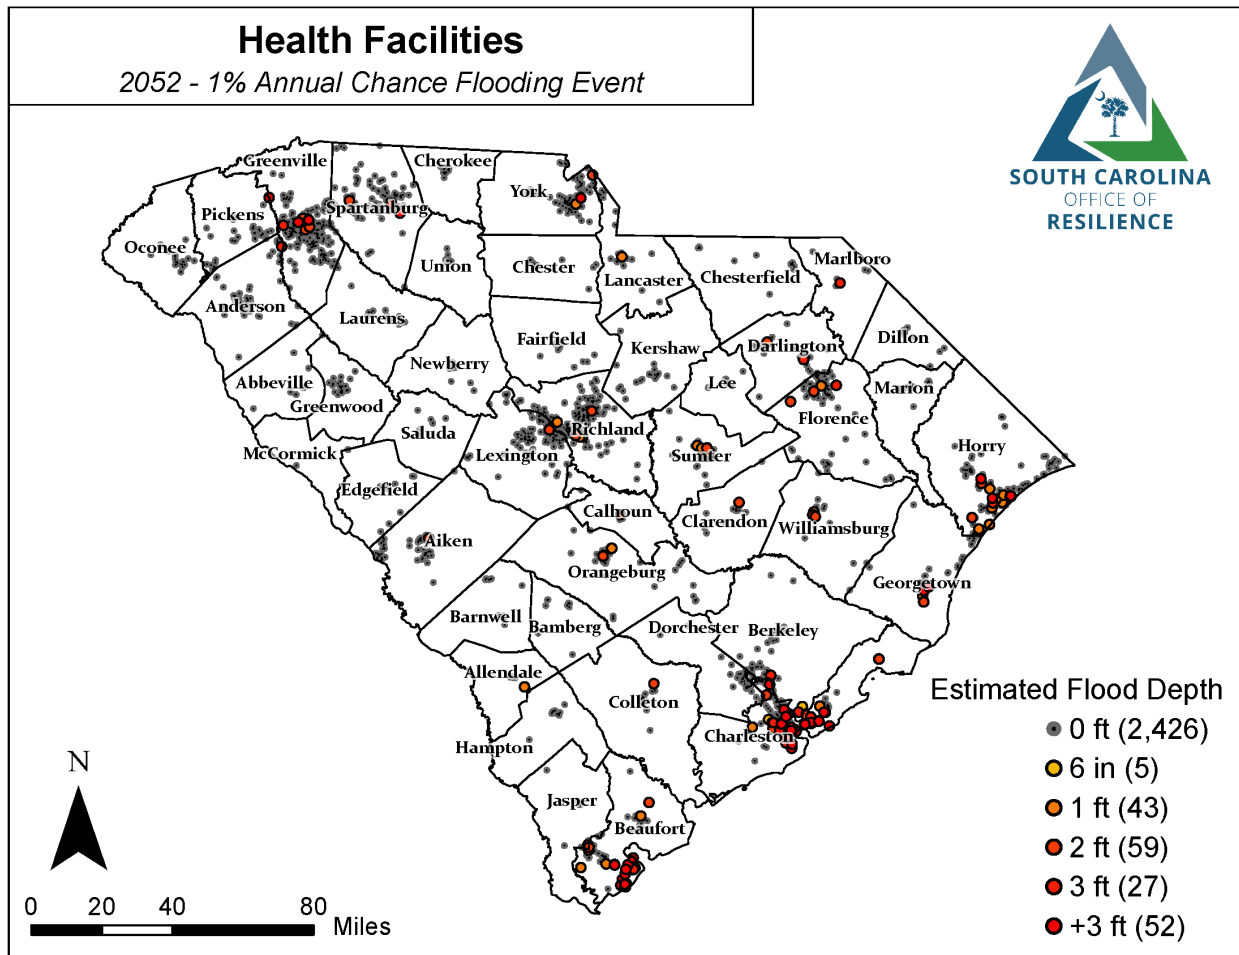 Health Facilities
2052 - 1% Annual Chance Flooding Event
SOUTH CAROLINA
OFFICE OF
RESILIENCE
Greenville
Cherokee
York
Pickens
Spartanburg
Oconee
Union
Chester
Lancaster
Chesterfield
Marlboro
Anderson
Laurens
Fairfield
Kershaw
Darlington
Dillon
Newberry
Lee
Abbeville
Greenwood
Marion
Saluda
Richland
Florence
McCormick
Lexington
Sumter
Horry
Edgefield
Calhoun
Clarendon
Williamsburg
Aiken
Orangeburg
Georgetown
Barnwell
Bamberg
Dorchester
Berkeley
Allendale
Colleton
Hampton
Charleston
Jasper
Beaufort
Estimated Flood Depth
0 ft (2,426)
6 in (5)
1 ft (43)
2 ft (59)
3 ft (27)
+3 ft (52)
N
0 20 40 80
Miles